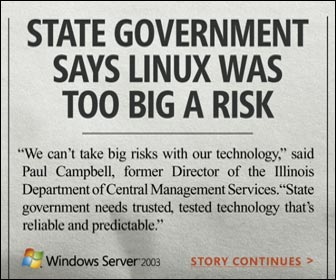 STATE GOVERNMENT
SAYS LINUX WAS
TOO BIG A RISK
“We can’t take big risks with our technology,” said
Paul Campbell, former Director of the Illinois
Department of Central Management Services.“State
government needs trusted, tested technology that’s
reliable and predictable.”
Windows Server 2003
STORY CONTINUES >